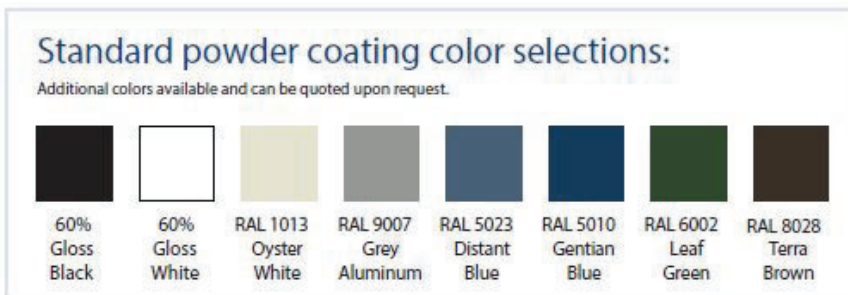 Standard powder coating color selections:
Additional colors available and can be quoted upon request.
60% Gloss Black
60% Gloss White
RAL 1013 Oyster White
RAL 9007 Grey Aluminum
RAL 5023 Distant Blue
RAL 5010 Gentian Blue
RAL 6002 Leaf Green
RAL 8028 Terra Brown